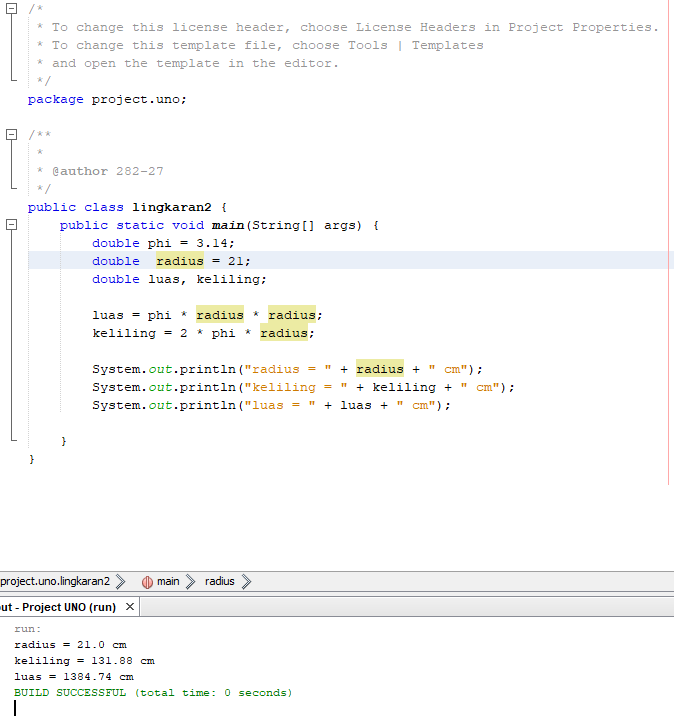 /*
 * To change this license header, choose License Headers in Project Properties.
 * To change this template file, choose Tools | Templates
 * and open the template in the editor.
 */
package project.uno;
/**
 *
 * @author 282-27
 */
public class lingkaran2 {
    public static void main(String[] args) {
        double phi = 3.14;
        double  radius = 21;
        double luas, keliling;
        luas = phi * radius * radius;
        keliling = 2 * phi * radius;
        System.out.println("radius = " + radius + " cm");
        System.out.println("keliling = " + keliling + " cm");
        System.out.println("luas = " + luas + " cm");
    }
}
project.uno.lingkaran2 main radius
ut - Project UNO (run) ×
run:
radius = 21.0 cm
keliling = 131.88 cm
luas = 1384.74 cm
BUILD SUCCESSFUL (total time: 0 seconds)